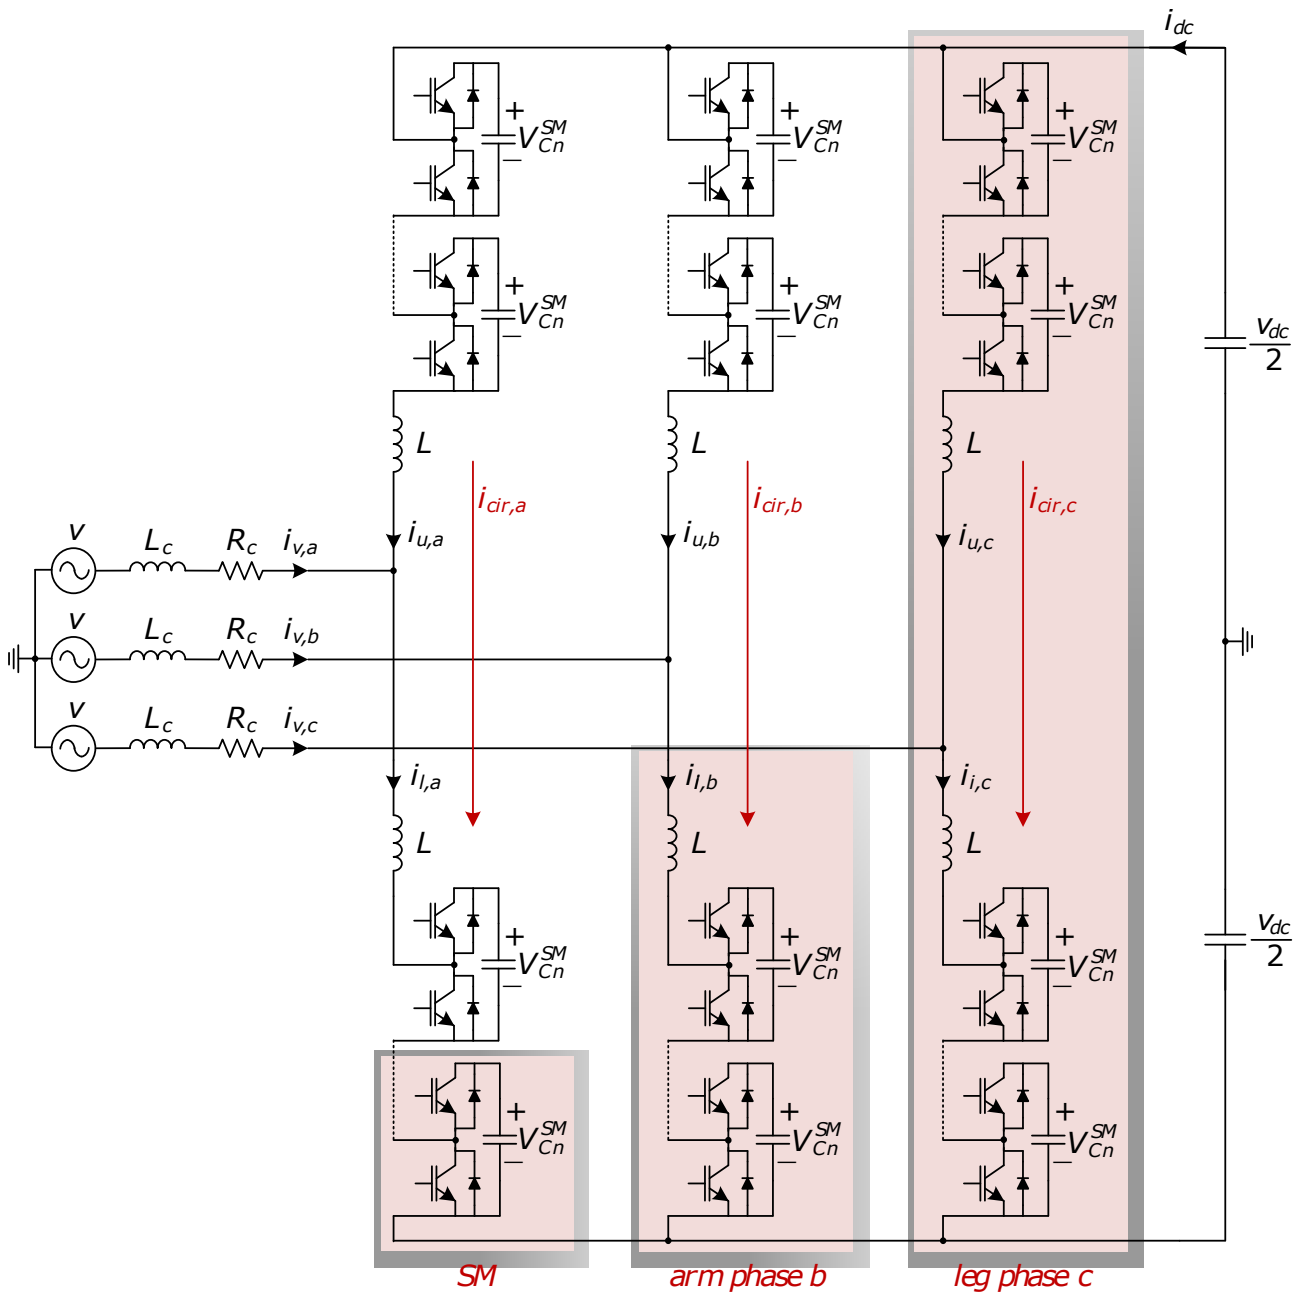 i_dc
+ V_Cn^SM − + V_Cn^SM − + V_Cn^SM −
+ V_Cn^SM − + V_Cn^SM − + V_Cn^SM −
v_dc/2
L L L
i_cir,a i_cir,b i_cir,c
i_u,a i_u,b i_u,c
v L_c R_c i_v,a
v L_c R_c i_v,b
v L_c R_c i_v,c
i_l,a i_l,b i_i,c
L L L
v_dc/2
+ V_Cn^SM − + V_Cn^SM − + V_Cn^SM −
+ V_Cn^SM − + V_Cn^SM − + V_Cn^SM −
SM arm phase b leg phase c